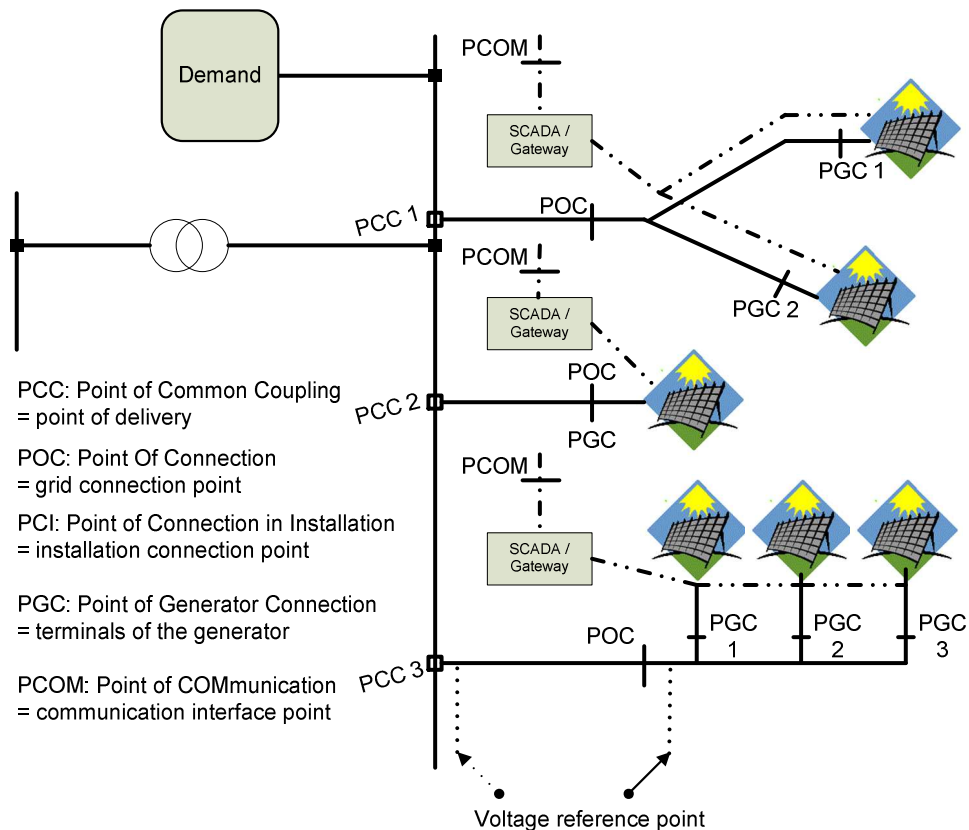 PCOM
Demand
SCADA /
Gateway
PGC 1
POC
PCC 1
PCOM
PGC 2
SCADA /
Gateway
POC
PCC 2
PGC
PCC: Point of Common Coupling
= point of delivery
POC: Point Of Connection
= grid connection point
PCI: Point of Connection in Installation
= installation connection point
PGC: Point of Generator Connection
= terminals of the generator
PCOM: Point of COMmunication
= communication interface point
PCOM
SCADA /
Gateway
PGC
1
PGC
2
PGC
3
POC
PCC 3
Voltage reference point